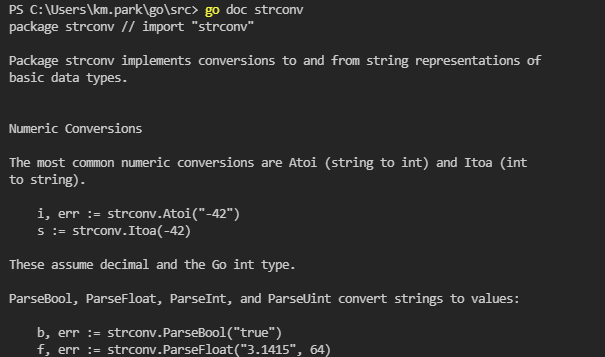 PS C:\Users\km.park\go\src> go doc strconv
package strconv // import "strconv"

Package strconv implements conversions to and from string representations of
basic data types.

Numeric Conversions

The most common numeric conversions are Atoi (string to int) and Itoa (int
to string).

    i, err := strconv.Atoi("-42")
    s := strconv.Itoa(-42)

These assume decimal and the Go int type.

ParseBool, ParseFloat, ParseInt, and ParseUint convert strings to values:

    b, err := strconv.ParseBool("true")
    f, err := strconv.ParseFloat("3.1415", 64)